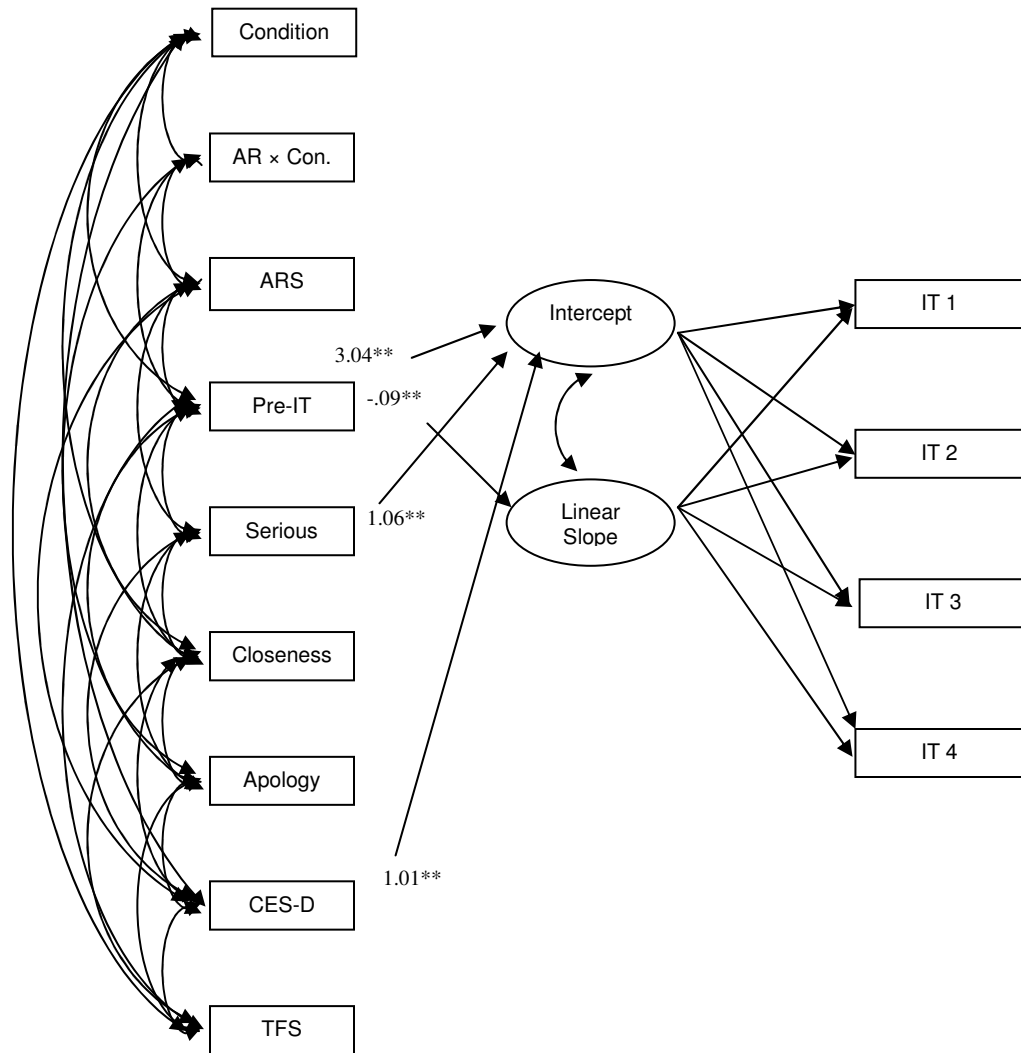 Condition
AR × Con.
ARS
Intercept
IT 1
3.04**
Pre-IT
-.09**
IT 2
1.06**
Serious
Linear
Slope
IT 3
Closeness
IT 4
Apology
1.01**
CES-D
TFS